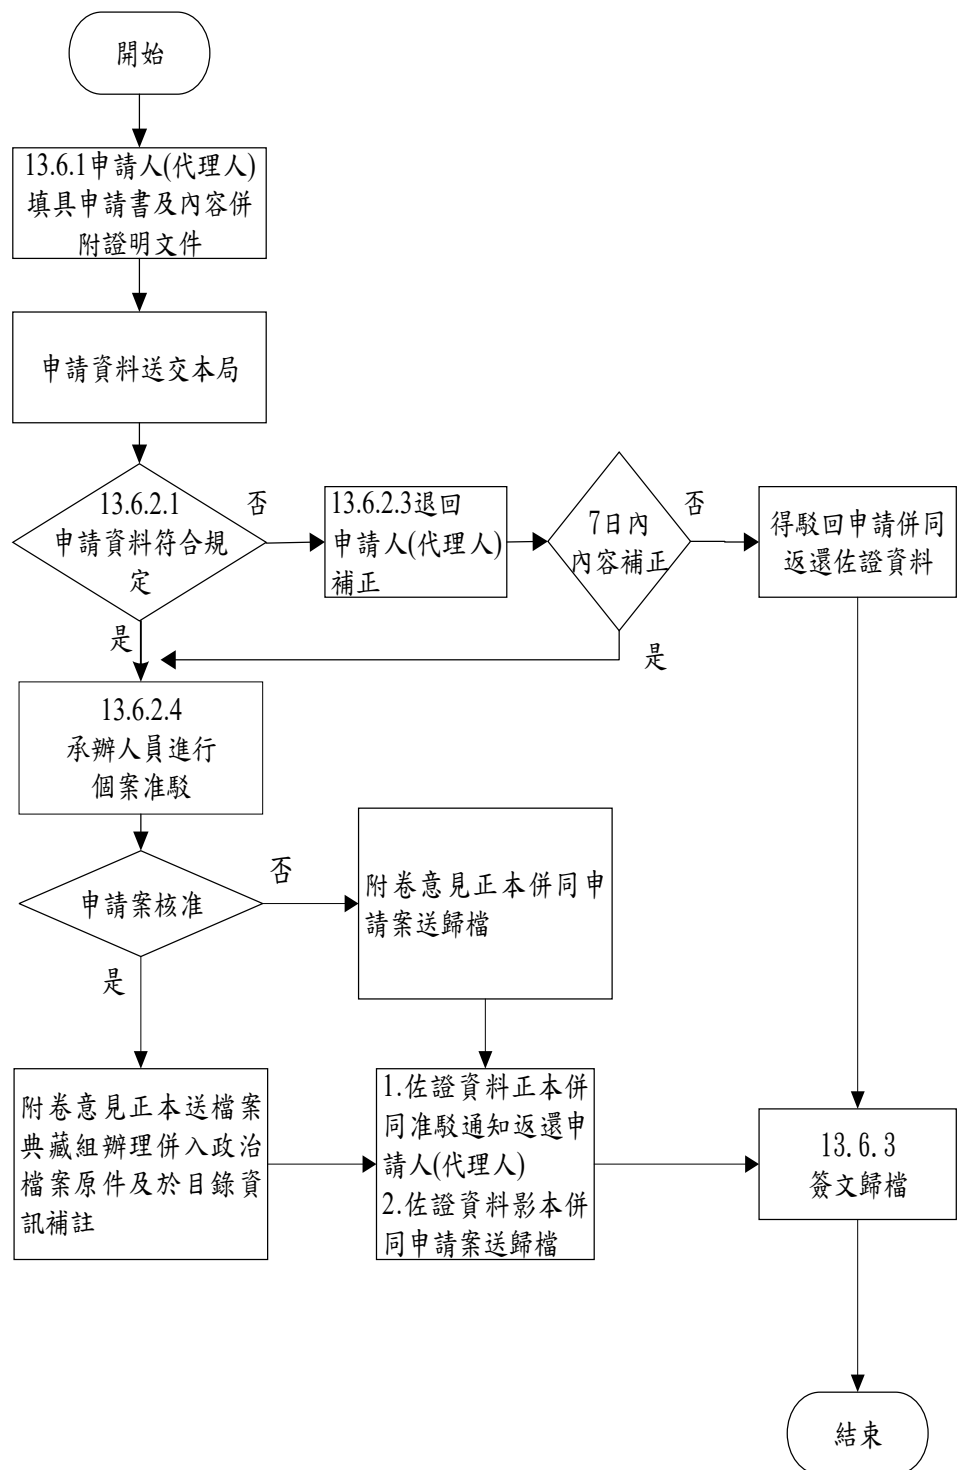 開始
13.6.1申請人(代理人)
填具申請書及內容併
附證明文件
申請資料送交本局
13.6.2.1
申請資料符合規
定
否
13.6.2.3退回
申請人(代理人)
補正
7日內
內容補正
否
得駁回申請併同
返還佐證資料
是
是
13.6.2.4
承辦人員進行
個案准駁
申請案核准
否
附卷意見正本併同申
請案送歸檔
是
附卷意見正本送檔案
典藏組辦理併入政治
檔案原件及於目錄資
訊補註
1.佐證資料正本併
同准駁通知返還申
請人(代理人)
2.佐證資料影本併
同申請案送歸檔
13.6.3
簽文歸檔
結束